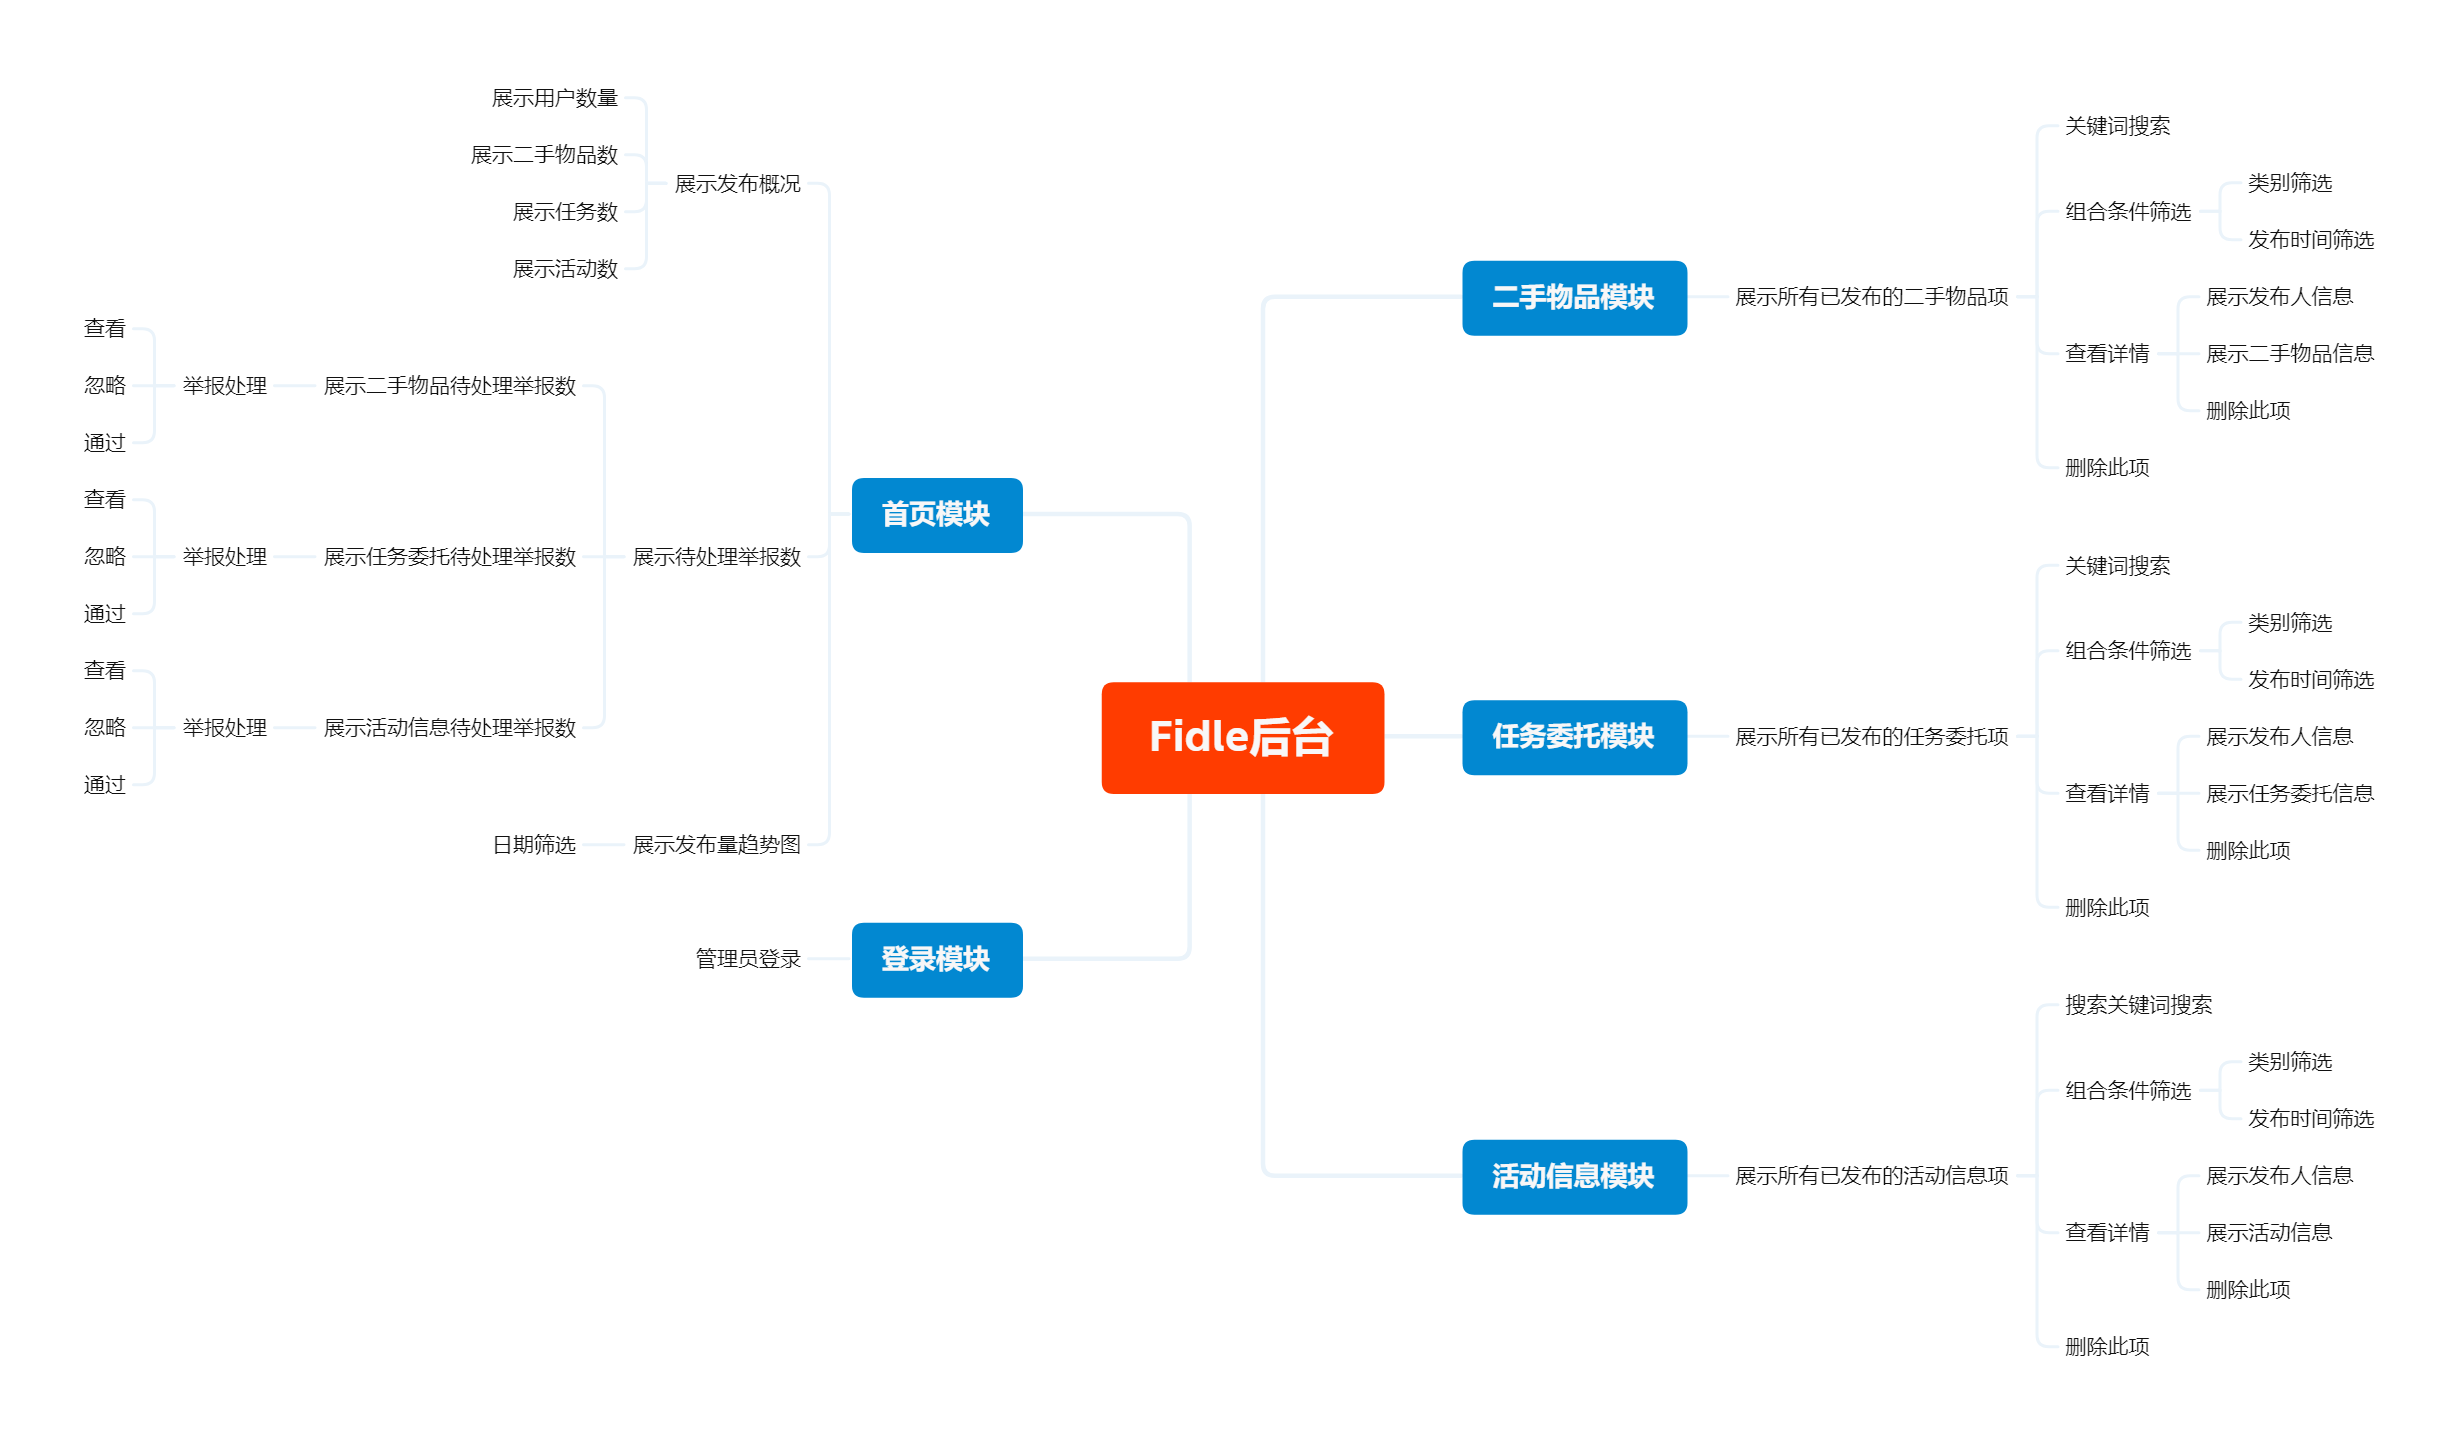 Fidle后台
首页模块
展示发布概况
展示用户数量
展示二手物品数
展示任务数
展示活动数
展示待处理举报数
展示二手物品待处理举报数
举报处理
查看
忽略
通过
展示任务委托待处理举报数
举报处理
查看
忽略
通过
展示活动信息待处理举报数
举报处理
查看
忽略
通过
展示发布量趋势图
日期筛选
登录模块
管理员登录
二手物品模块
展示所有已发布的二手物品项
关键词搜索
组合条件筛选
类别筛选
发布时间筛选
查看详情
展示发布人信息
展示二手物品信息
删除此项
删除此项
任务委托模块
展示所有已发布的任务委托项
关键词搜索
组合条件筛选
类别筛选
发布时间筛选
查看详情
展示发布人信息
展示任务委托信息
删除此项
删除此项
活动信息模块
展示所有已发布的活动信息项
搜索关键词搜索
组合条件筛选
类别筛选
发布时间筛选
查看详情
展示发布人信息
展示活动信息
删除此项
删除此项